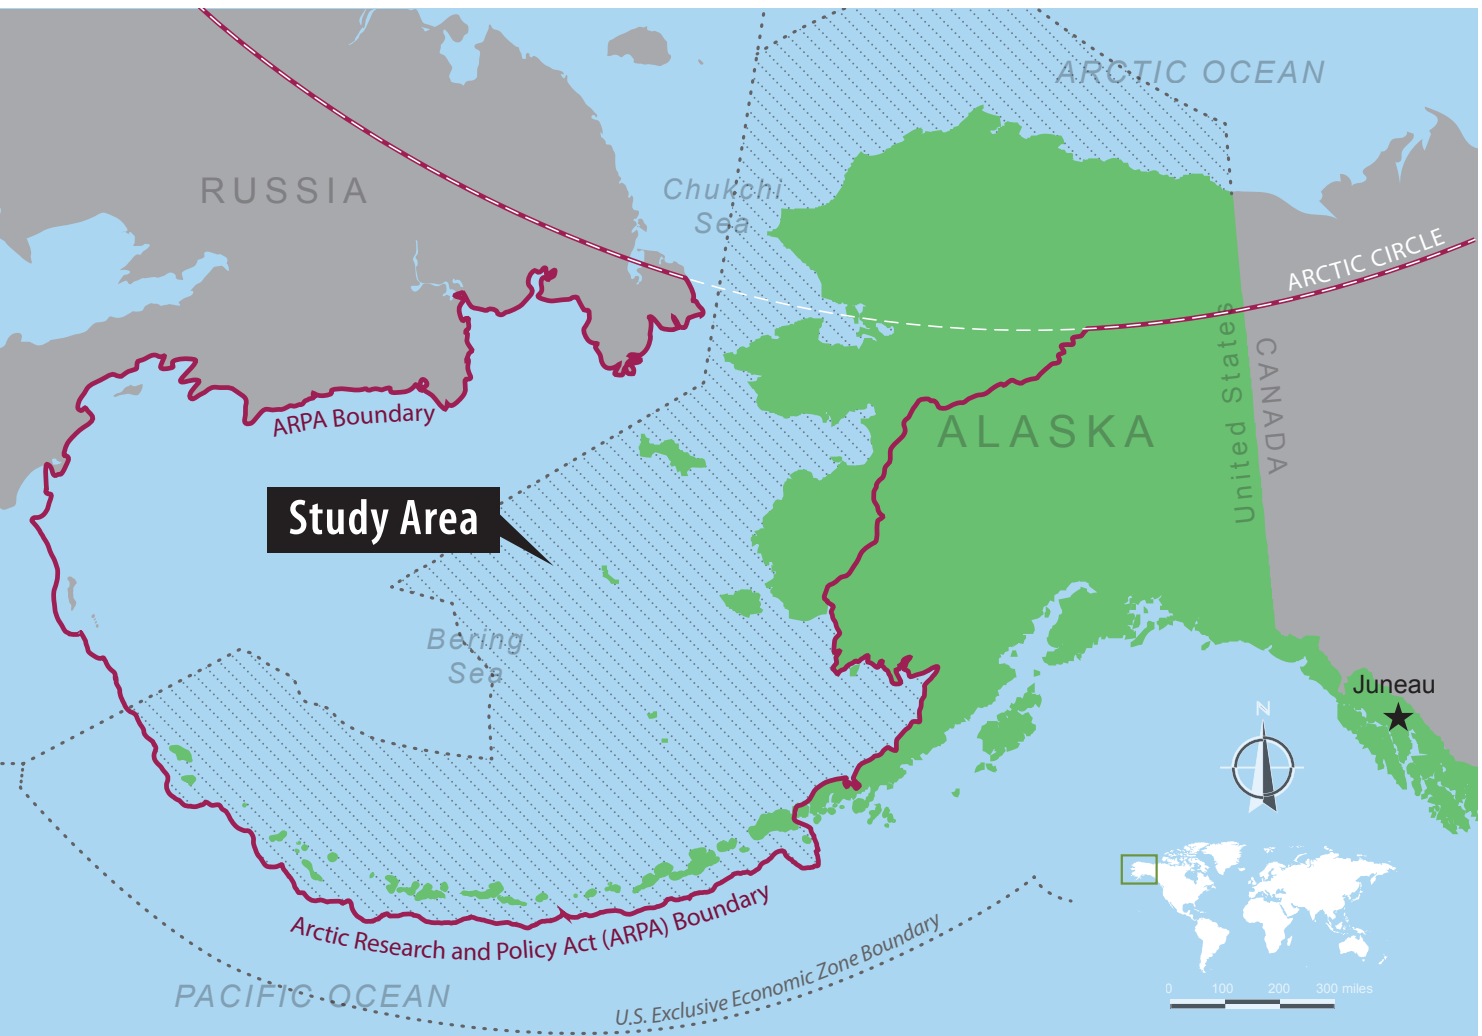 ARCTIC OCEAN
RUSSIA
Chukchi
Sea
ARCTIC CIRCLE
United States
CANADA
ARPA Boundary
ALASKA
Study Area
Bering
Sea
Juneau
N
Arctic Research and Policy Act (ARPA) Boundary
U.S. Exclusive Economic Zone Boundary
PACIFIC OCEAN
0 100 200 300 miles